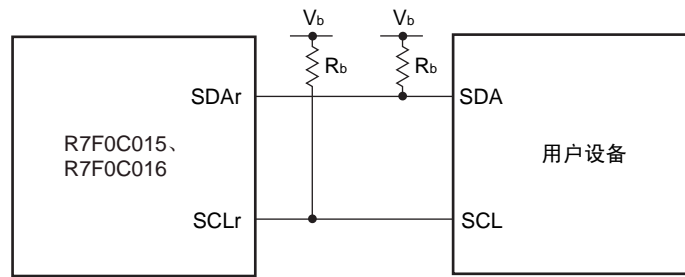 Vb Vb
Rb Rb
SDAr SDA
R7F0C015、
R7F0C016
用户设备
SCLr SCL